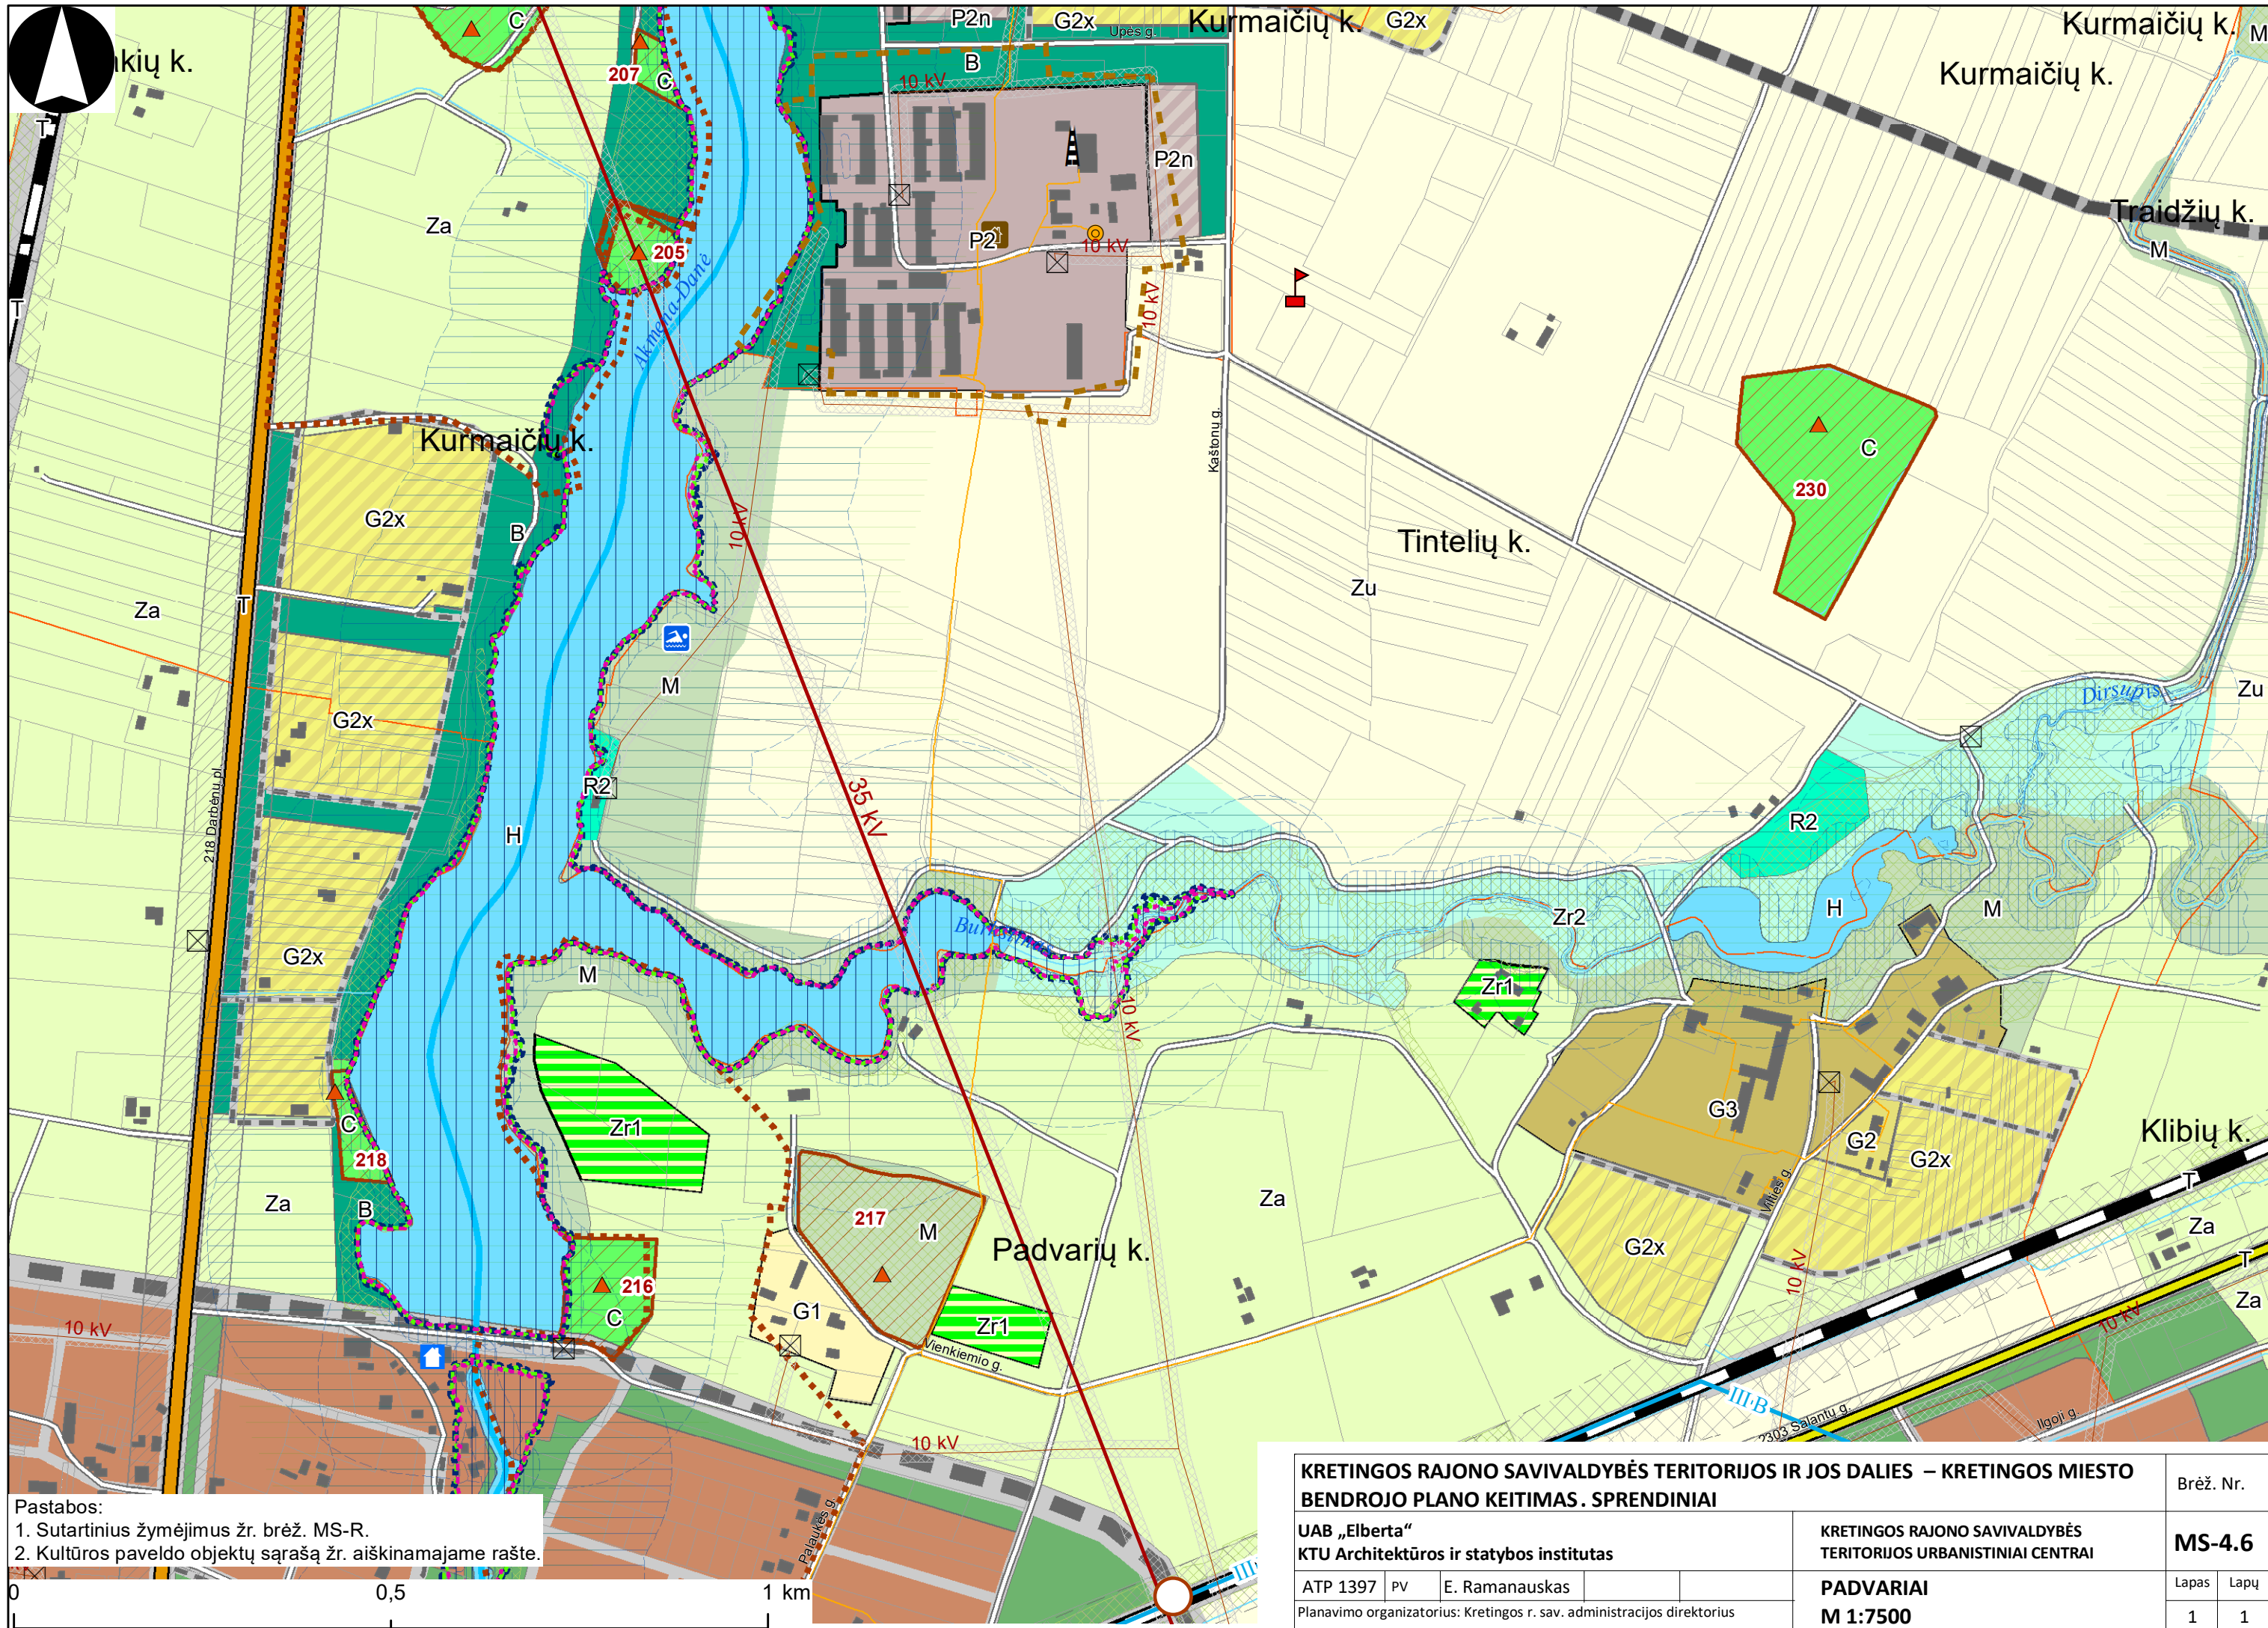 C
P2n
G2x
Kurmaičių k.
G2x
Kurmaičių k.
M
Upės g.
kių k.
207
C
B
10 kV
Kurmaičių k.
T
P2n
Za
205
Akmena-Danė
P2
10 kV
Traidžių k.
M
T
10 kV
Kurmaičių k.
Kaštonų g.
C
230
G2x
B
10 kV
Tintelių k.
Zu
Za
T
M
Dirsupis
Zu
G2x
218 Darbėnų pl.
R2
35 kV
H
R2
G2x
M
Zr2
H
M
Zr1
10 kV
C
218
Zr1
G3
G2
G2x
Klibių k.
Vilties g.
T
Za
B
217
M
Za
Za
Padvarių k.
G2x
T
216
C
G1
Zr1
10 kV
Za
10 kV
10 kV
Vienkiemio g.
III B
2303 Salantų g.
Ilgoji g.
10 kV
Palaukės g.
III
Pastabos:
1. Sutartinius žymėjimus žr. brėž. MS-R.
2. Kultūros paveldo objektų sąrašą žr. aiškinamajame rašte.
0 0,5 1 km
KRETINGOS RAJONO SAVIVALDYBĖS TERITORIJOS IR JOS DALIES – KRETINGOS MIESTO
BENDROJO PLANO KEITIMAS. SPRENDINIAI
Brėž. Nr.
UAB „Elberta“
KTU Architektūros ir statybos institutas
KRETINGOS RAJONO SAVIVALDYBĖS
TERITORIJOS URBANISTINIAI CENTRAI
MS-4.6
ATP 1397 PV E. Ramanauskas
PADVARIAI
M 1:7500
Lapas Lapų
Planavimo organizatorius: Kretingos r. sav. administracijos direktorius
1 1